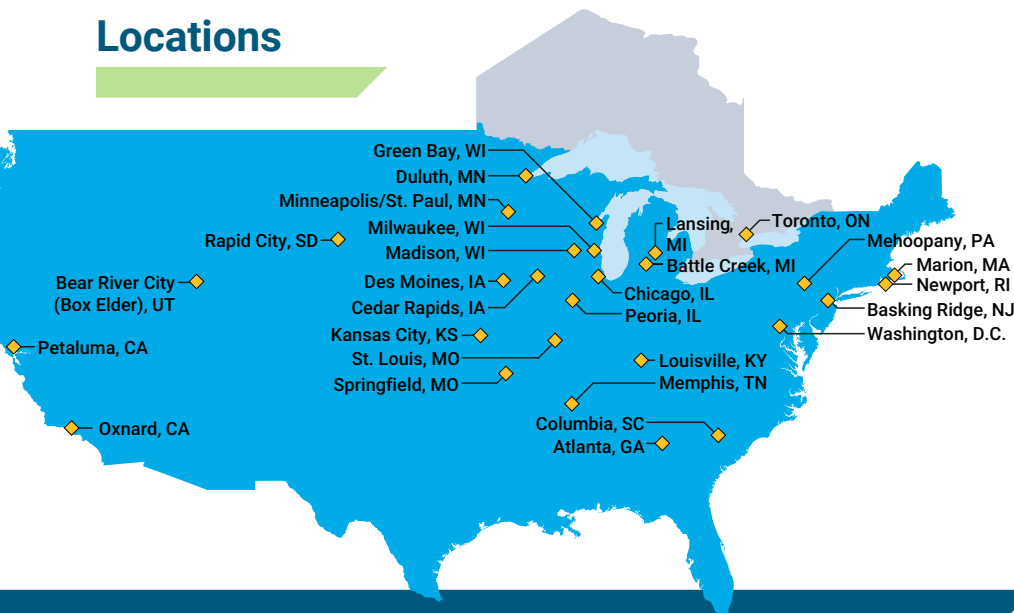 Locations
Green Bay, WI
Duluth, MN
Minneapolis/St. Paul, MN
Milwaukee, WI
Rapid City, SD
Madison, WI
Bear River City
(Box Elder), UT
Des Moines, IA
Cedar Rapids, IA
Kansas City, KS
Petaluma, CA
St. Louis, MO
Springfield, MO
Oxnard, CA
Columbia, SC
Atlanta, GA
Lansing,
MI
Battle Creek, MI
Chicago, IL
Peoria, IL
Louisville, KY
Memphis, TN
Toronto, ON
Mehoopany, PA
Marion, MA
Newport, RI
Basking Ridge, NJ
Washington, D.C.